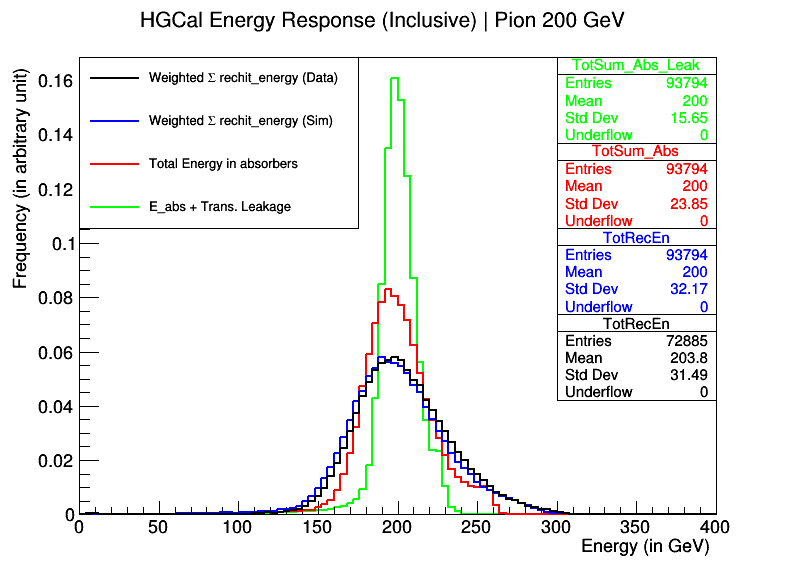 HGCal Energy Response (Inclusive) | Pion 200 GeV
Frequency (in arbitrary unit)
0.16
0.14
0.12
0.1
0.08
0.06
0.04
0.02
0
Weighted Σ rechit_energy (Data)
Weighted Σ rechit_energy (Sim)
Total Energy in absorbers
E_abs + Trans. Leakage
TotSum_Abs_Leak
Entries 93794
Mean 200
Std Dev 15.65
Underflow 0
TotSum_Abs
Entries 93794
Mean 200
Std Dev 23.85
Underflow 0
TotRecEn
Entries 93794
Mean 200
Std Dev 32.17
Underflow 0
TotRecEn
Entries 72885
Mean 203.8
Std Dev 31.49
Underflow 0
0 50 100 150 200 250 300 350 400
Energy (in GeV)